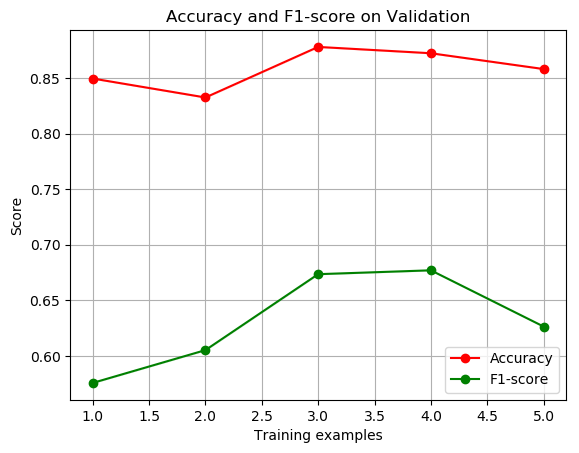 Accuracy and F1-score on Validation
Score
0.85
0.80
0.75
0.70
0.65
0.60
Accuracy
F1-score
1.0 1.5 2.0 2.5 3.0 3.5 4.0 4.5 5.0
Training examples